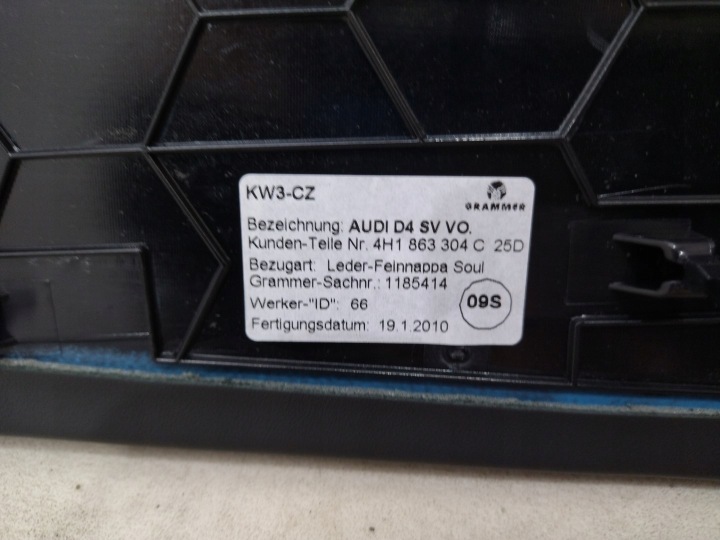 KW3-CZ
GRAMMER
Bezeichnung: AUDI D4 SV VO.
Kunden-Teile Nr. 4H1 863 304 C 25D
Bezugart: Leder-Feinnappa Soul
Grammer-Sachnr.: 1185414
Werker-"ID": 66
09S
Fertigungsdatum: 19.1.2010